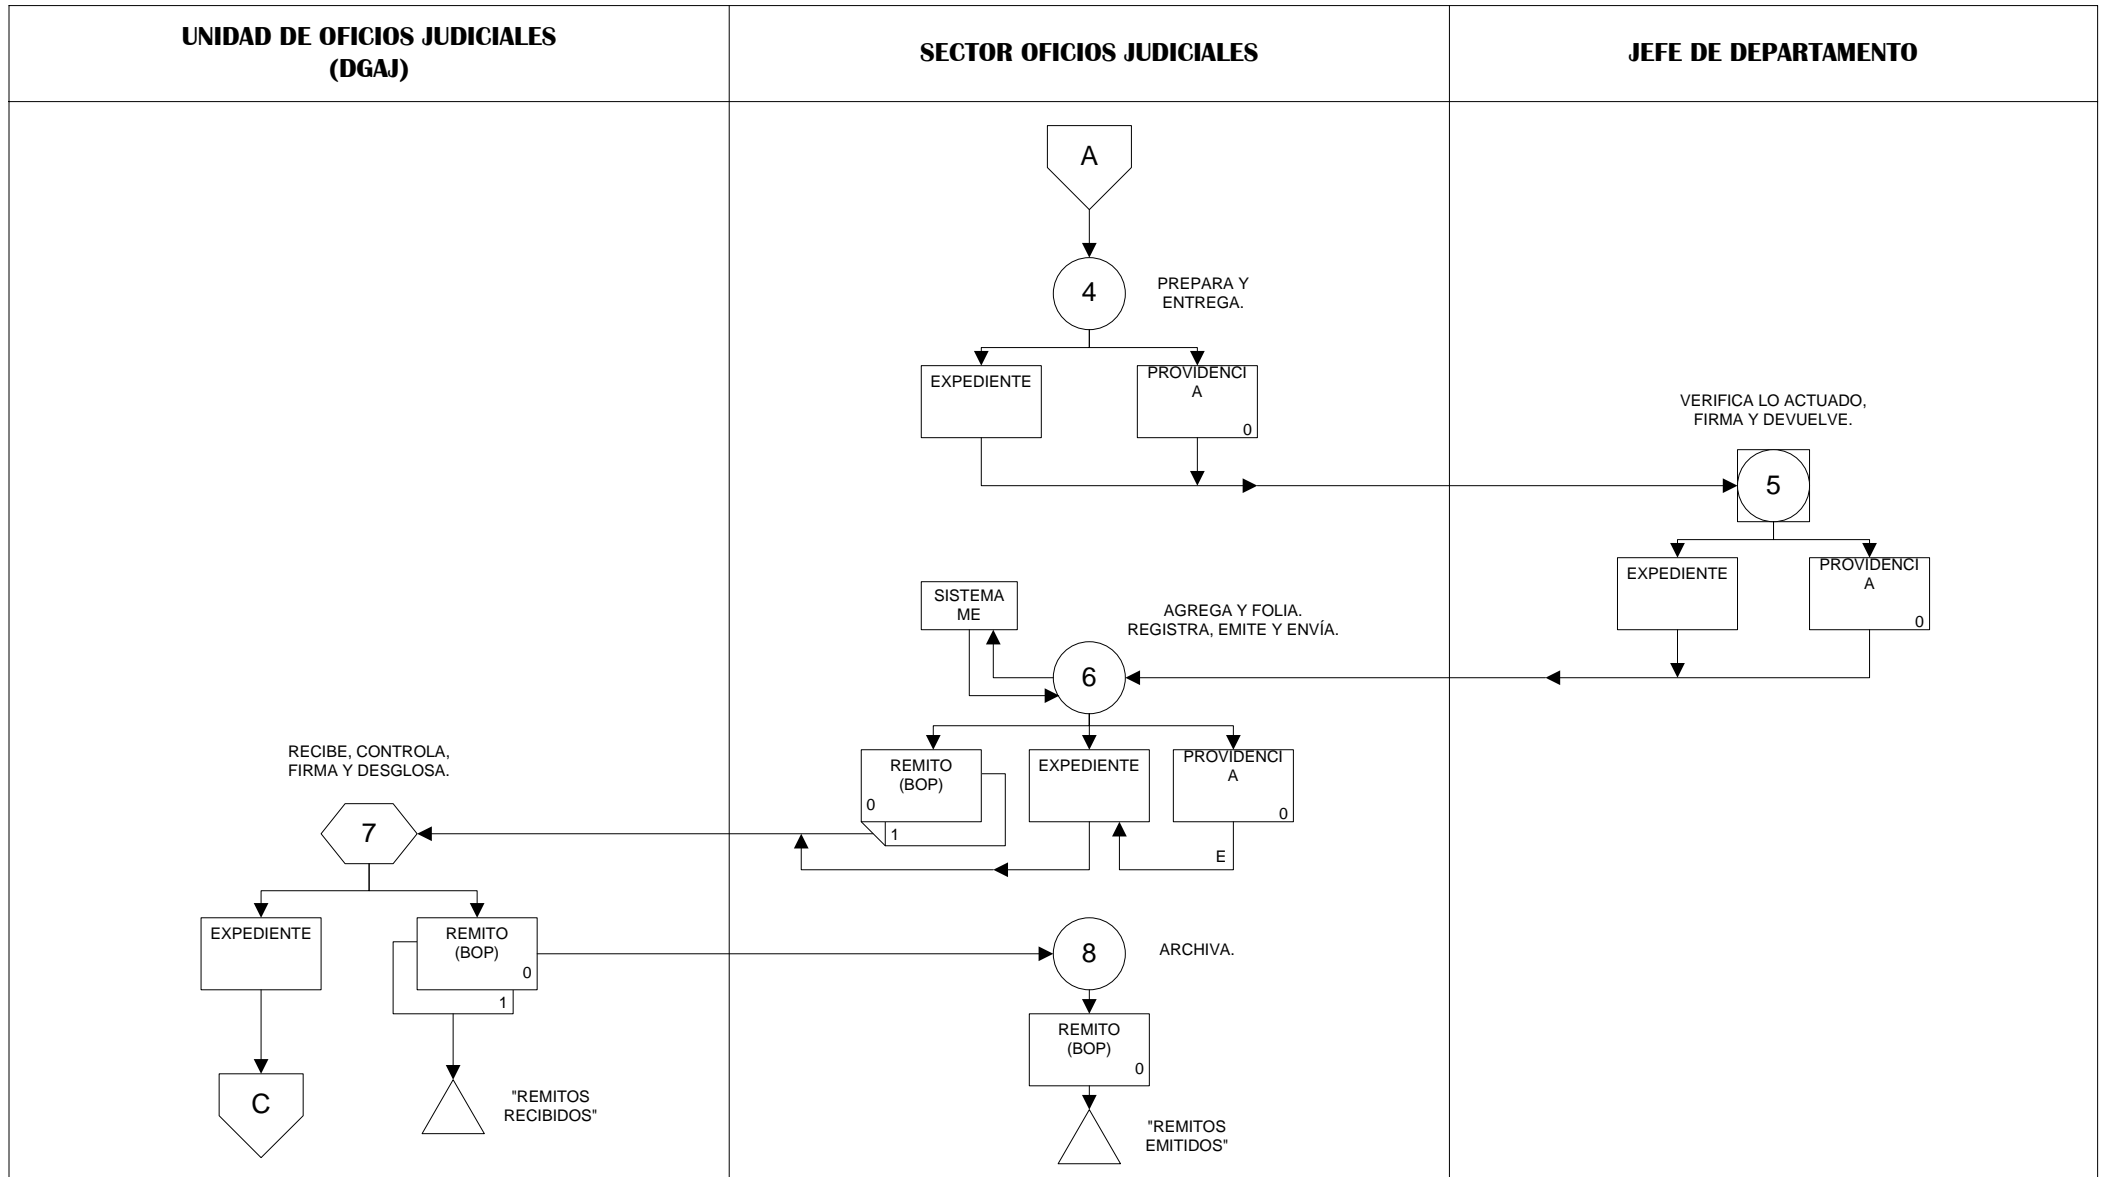 UNIDAD DE OFICIOS JUDICIALES
(DGAJ)
SECTOR OFICIOS JUDICIALES
JEFE DE DEPARTAMENTO
A
4
PREPARA Y
ENTREGA.
EXPEDIENTE
PROVIDENCI
A
0
VERIFICA LO ACTUADO,
FIRMA Y DEVUELVE.
5
EXPEDIENTE
PROVIDENCI
A
0
SISTEMA
ME
AGREGA Y FOLIA.
REGISTRA, EMITE Y ENVÍA.
6
REMITO
(BOP)
0
1
EXPEDIENTE
PROVIDENCI
A
0
E
RECIBE, CONTROLA,
FIRMA Y DESGLOSA.
7
EXPEDIENTE
REMITO
(BOP)
0
1
8
ARCHIVA.
REMITO
(BOP)
0
C
"REMITOS
RECIBIDOS"
"REMITOS
EMITIDOS"